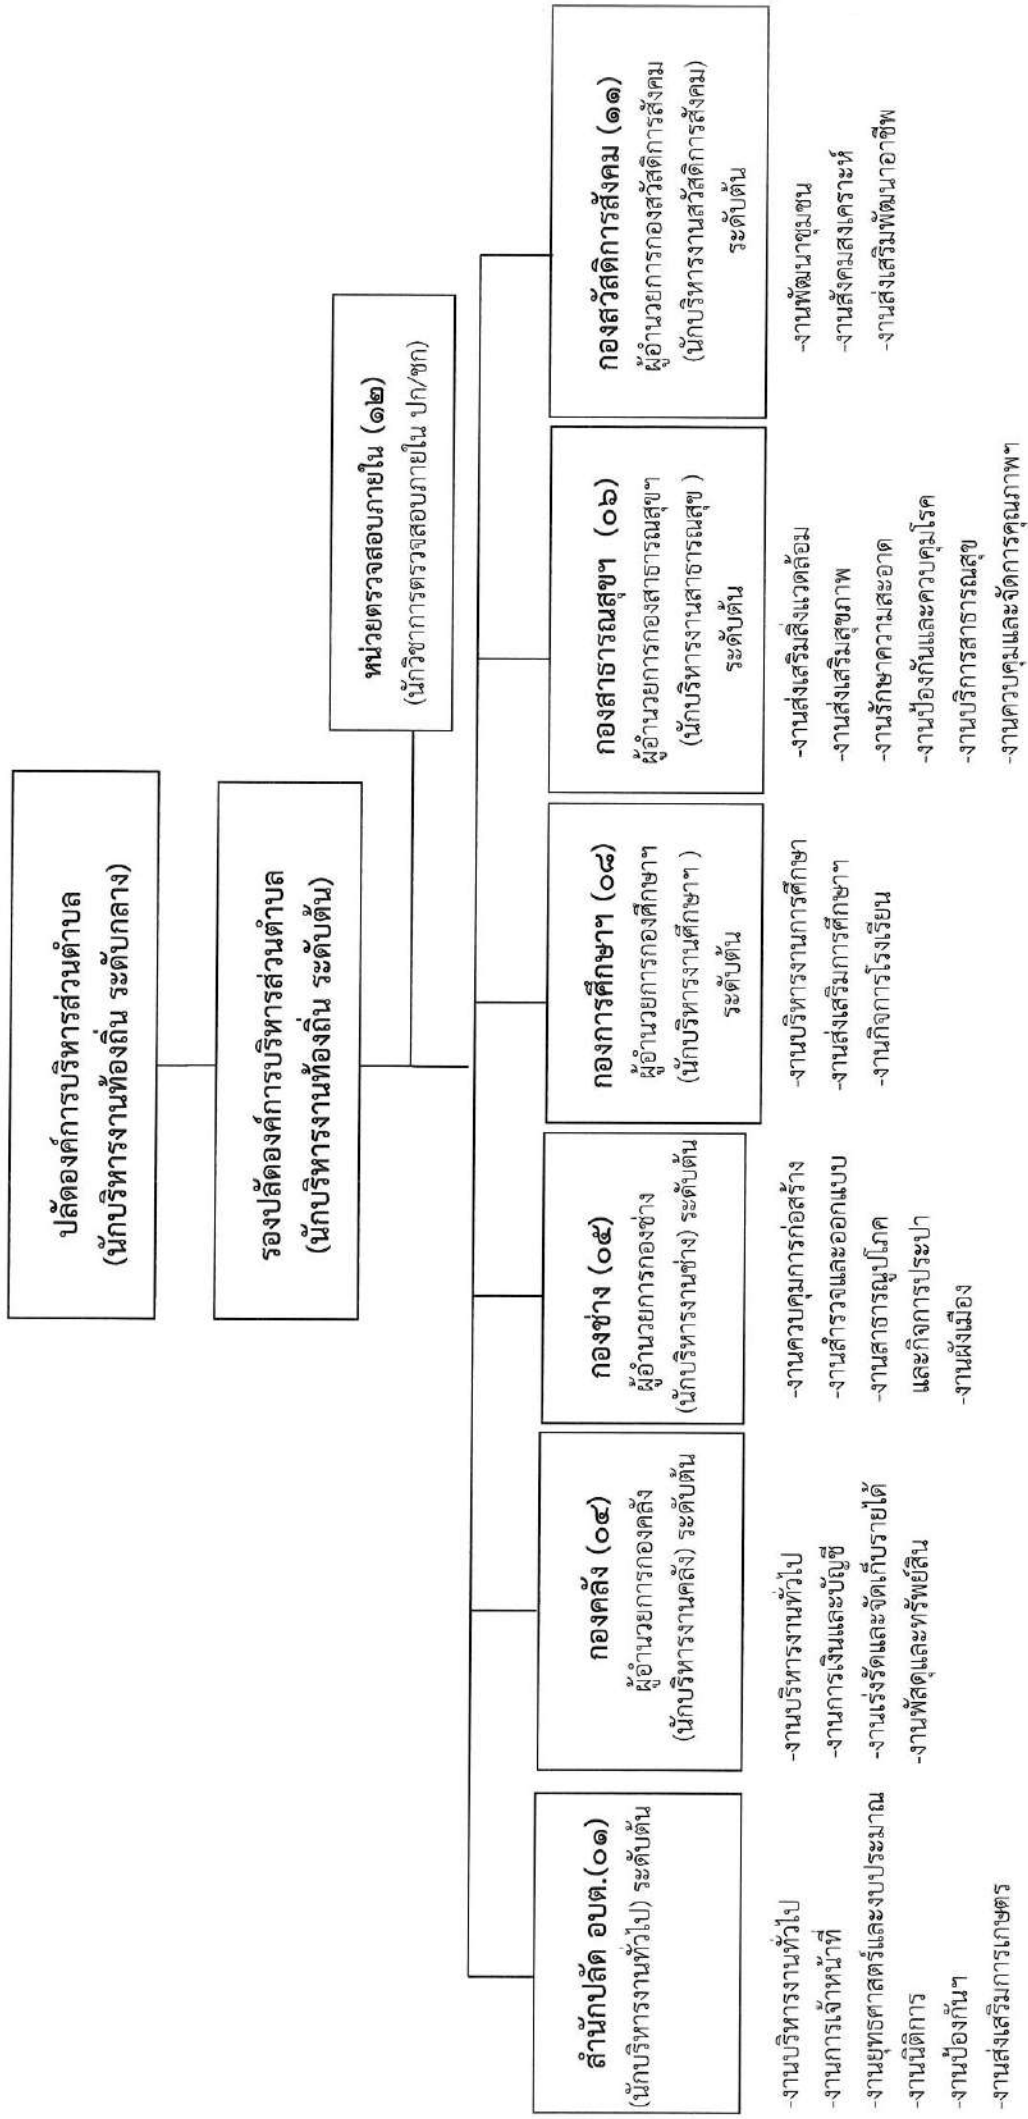 ปลัดองค์การบริหารส่วนตำบล
(นักบริหารงานท้องถิ่น ระดับกลาง)
รองปลัดองค์การบริหารส่วนตำบล
(นักบริหารงานท้องถิ่น ระดับต้น)
หน่วยตรวจสอบภายใน (๑๒)
(นักวิชาการตรวจสอบภายใน ปก/ชก)
สำนักปลัด อบต.(๐๑)
(นักบริหารงานทั่วไป) ระดับต้น
-งานบริหารงานทั่วไป
-งานการเจ้าหน้าที่
-งานยุทธศาสตร์และงบประมาณ
-งานนิติการ
-งานป้องกันฯ
-งานส่งเสริมการเกษตร
กองคลัง (๐๔)
ผู้อำนวยการกองคลัง
(นักบริหารงานคลัง) ระดับต้น
-งานบริหารงานทั่วไป
-งานการเงินและบัญชี
-งานเร่งรัดและจัดเก็บรายได้
-งานพัสดุและทรัพย์สิน
กองช่าง (๐๕)
ผู้อำนวยการกองช่าง
(นักบริหารงานช่าง) ระดับต้น
-งานควบคุมการก่อสร้าง
-งานสำรวจและออกแบบ
-งานสาธารณูปโภค
และกิจการประปา
-งานผังเมือง
กองการศึกษาฯ (๐๘)
ผู้อำนวยการกองศึกษาฯ
(นักบริหารงานศึกษาฯ )
ระดับต้น
-งานบริหารงานการศึกษา
-งานส่งเสริมการศึกษาฯ
-งานกิจการโรงเรียน
กองสาธารณสุขฯ (๐๖)
ผู้อำนวยการกองสาธารณสุขฯ
(นักบริหารงานสาธารณสุข )
ระดับต้น
-งานส่งเสริมสิ่งแวดล้อม
-งานส่งเสริมสุขภาพ
-งานรักษาความสะอาด
-งานป้องกันและควบคุมโรค
-งานบริการสาธารณสุข
-งานควบคุมและจัดการคุณภาพฯ
กองสวัสดิการสังคม (๑๑)
ผู้อำนวยการกองสวัสดิการสังคม
(นักบริหารงานสวัสดิการสังคม)
ระดับต้น
-งานพัฒนาชุมชน
-งานสังคมสงเคราะห์
-งานส่งเสริมพัฒนาอาชีพ